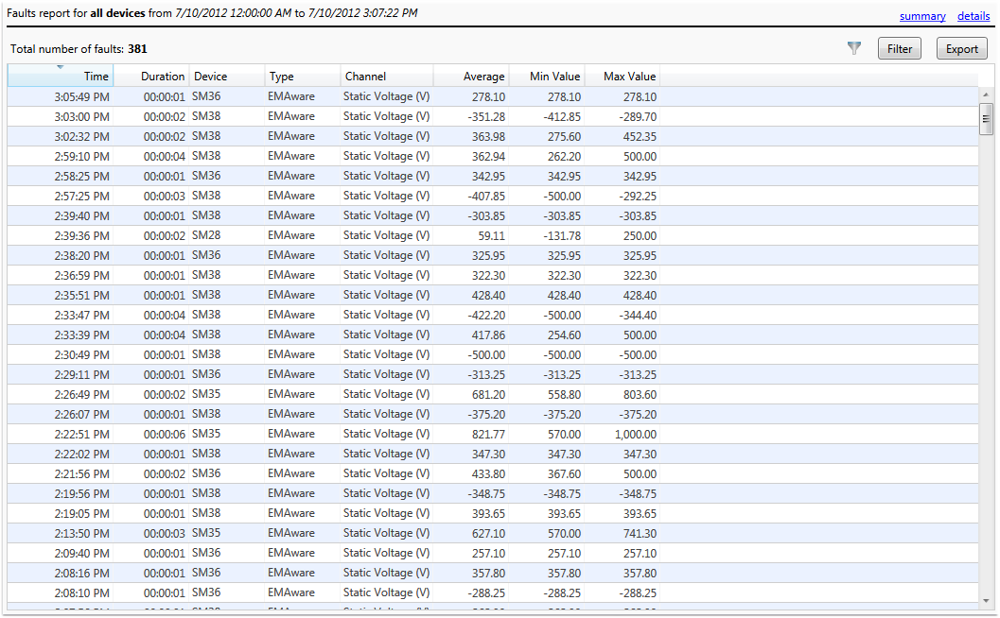 Faults report for all devices from 7/10/2012 12:00:00 AM to 7/10/2012 3:07:22 PM
summary details
Total number of faults: 381
Filter Export
Time Duration Device Type Channel Average Min Value Max Value
3:05:49 PM 00:00:01 SM36 EMAware Static Voltage (V) 278.10 278.10 278.10
3:03:00 PM 00:00:02 SM38 EMAware Static Voltage (V) -351.28 -412.85 -289.70
3:02:32 PM 00:00:02 SM38 EMAware Static Voltage (V) 363.98 275.60 452.35
2:59:10 PM 00:00:04 SM38 EMAware Static Voltage (V) 362.94 262.20 500.00
2:58:25 PM 00:00:01 SM36 EMAware Static Voltage (V) 342.95 342.95 342.95
2:57:25 PM 00:00:03 SM38 EMAware Static Voltage (V) -407.85 -500.00 -292.25
2:39:40 PM 00:00:01 SM38 EMAware Static Voltage (V) -303.85 -303.85 -303.85
2:39:36 PM 00:00:02 SM28 EMAware Static Voltage (V) 59.11 -131.78 250.00
2:38:20 PM 00:00:01 SM36 EMAware Static Voltage (V) 325.95 325.95 325.95
2:36:59 PM 00:00:01 SM38 EMAware Static Voltage (V) 322.30 322.30 322.30
2:35:51 PM 00:00:01 SM38 EMAware Static Voltage (V) 428.40 428.40 428.40
2:33:47 PM 00:00:04 SM38 EMAware Static Voltage (V) -422.20 -500.00 -344.40
2:33:39 PM 00:00:04 SM38 EMAware Static Voltage (V) 417.86 254.60 500.00
2:30:49 PM 00:00:01 SM38 EMAware Static Voltage (V) -500.00 -500.00 -500.00
2:29:11 PM 00:00:01 SM36 EMAware Static Voltage (V) -313.25 -313.25 -313.25
2:26:49 PM 00:00:02 SM35 EMAware Static Voltage (V) 681.20 558.80 803.60
2:26:07 PM 00:00:01 SM38 EMAware Static Voltage (V) -375.20 -375.20 -375.20
2:22:51 PM 00:00:06 SM35 EMAware Static Voltage (V) 821.77 570.00 1,000.00
2:22:02 PM 00:00:01 SM38 EMAware Static Voltage (V) 347.30 347.30 347.30
2:21:56 PM 00:00:02 SM36 EMAware Static Voltage (V) 433.80 367.60 500.00
2:19:56 PM 00:00:01 SM38 EMAware Static Voltage (V) -348.75 -348.75 -348.75
2:19:05 PM 00:00:01 SM38 EMAware Static Voltage (V) 393.65 393.65 393.65
2:13:50 PM 00:00:03 SM35 EMAware Static Voltage (V) 627.10 570.00 741.30
2:09:40 PM 00:00:01 SM36 EMAware Static Voltage (V) 257.10 257.10 257.10
2:08:16 PM 00:00:01 SM36 EMAware Static Voltage (V) 357.80 357.80 357.80
2:08:10 PM 00:00:01 SM36 EMAware Static Voltage (V) -288.25 -288.25 -288.25